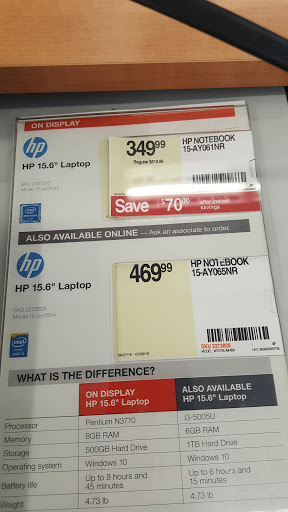 ON DISPLAY
hp
HP 15.6" Laptop
349.99
HP NOTEBOOK
15-AY061NR
Save $70.00 after instant
savings
ALSO AVAILABLE ONLINE — Ask an associate to order.
hp
HP 15.6" Laptop
469.99
HP NOTEBOOK
15-AY065NR
SKU 2273828
WHAT IS THE DIFFERENCE?
ON DISPLAY
HP 15.6" Laptop
ALSO AVAILABLE
HP 15.6" Laptop
Processor Pentium N3710 i3-5005U
Memory 8GB RAM 6GB RAM
Storage 500GB Hard Drive 1TB Hard Drive
Operating system Windows 10 Windows 10
Battery life Up to 8 hours and 45 minutes Up to 6 hours and 15 minutes
Weight 4.73 lb 4.73 lb